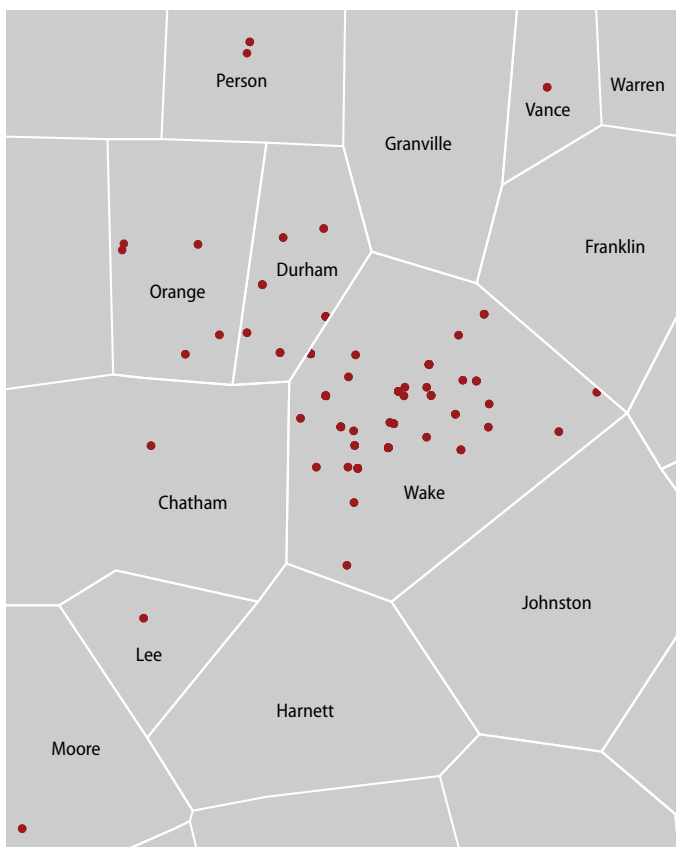 Person
Vance
Warren
Granville
Franklin
Durham
Orange
Wake
Chatham
Johnston
Lee
Harnett
Moore